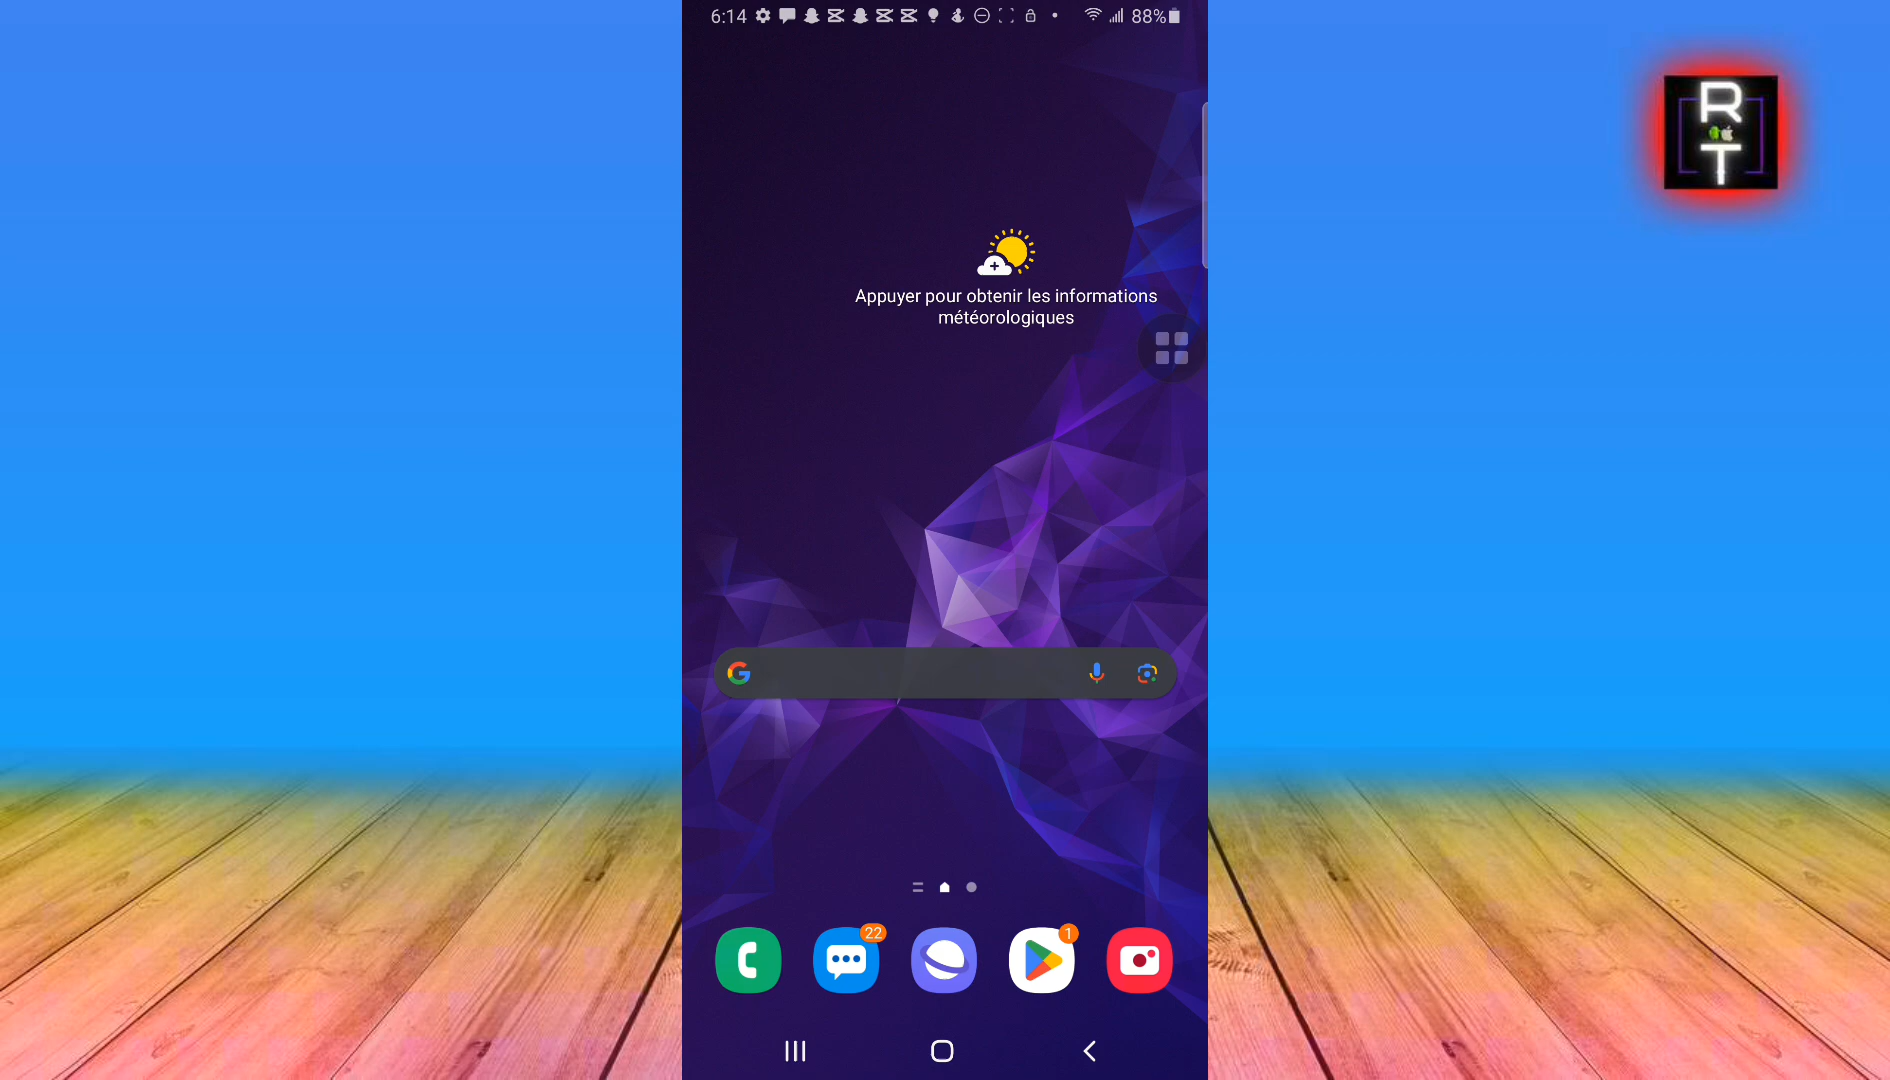 6:14
88%
R
T
Appuyer pour obtenir les informations
météorologiques
G
22
1